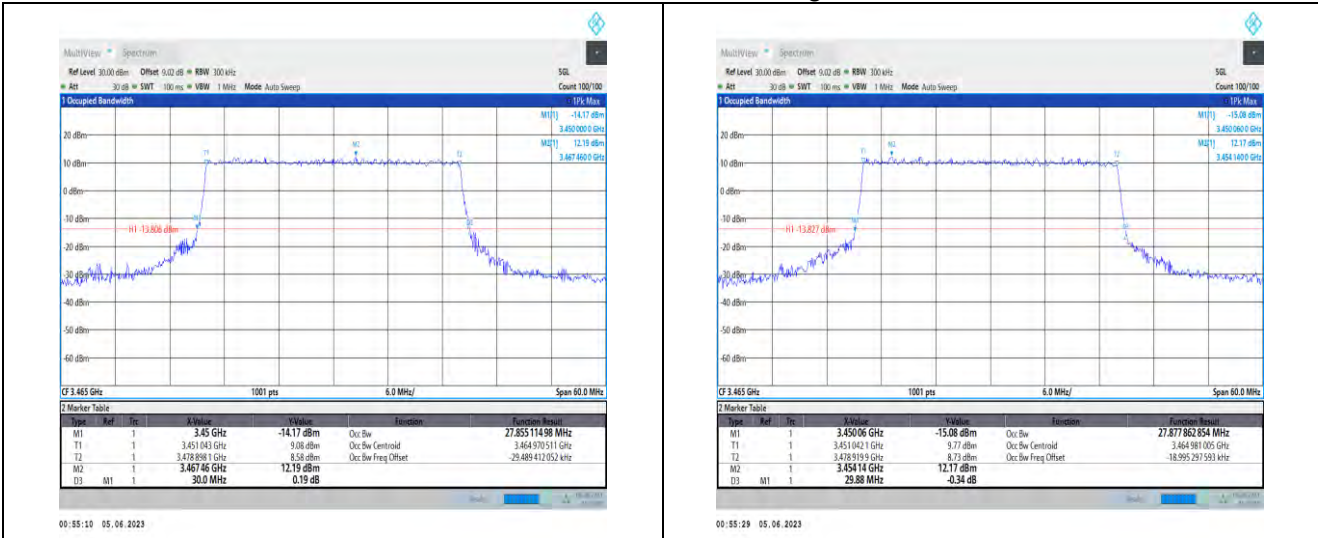 MultiView Spectrum
Ref Level 30.00 dBm Offset 9.02 dB RBW 300 kHz SGL
Att 30 dB SWT 100 ms VBW 1 MHz Mode Auto Sweep Count 100/100
1 Occupied Bandwidth 1Pk Max
M1[1] -14.17 dBm
3.450 000 0 GHz
20 dBm
M2[1] 12.19 dBm
3.467 460 0 GHz
T1 M2 T2
10 dBm
0 dBm
-10 dBm
H1 -13.806 dBm
-20 dBm
-30 dBm
-40 dBm
-50 dBm
-60 dBm
CF 3.465 GHz 1001 pts 6.0 MHz/ Span 60.0 MHz
2 Marker Table
Type Ref Trc X-Value Y-Value Function Function Result
M1 1 3.45 GHz -14.17 dBm Occ Bw 27.855 114 98 MHz
T1 1 3.451 043 GHz 9.08 dBm Occ Bw Centroid 3.464 970 511 GHz
T2 1 3.478 898 1 GHz 8.58 dBm Occ Bw Freq Offset -29.489 412 052 kHz
M2 1 3.467 46 GHz 12.19 dBm
D3 M1 1 30.0 MHz 0.19 dB
00:55:10 05.06.2023
MultiView Spectrum
Ref Level 30.00 dBm Offset 9.02 dB RBW 300 kHz SGL
Att 30 dB SWT 100 ms VBW 1 MHz Mode Auto Sweep Count 100/100
1 Occupied Bandwidth 1Pk Max
M1[1] -15.08 dBm
3.450 060 0 GHz
20 dBm
M2[1] 12.17 dBm
3.454 140 0 GHz
T1 M2 T2
10 dBm
0 dBm
-10 dBm
H1 -13.827 dBm
-20 dBm
-30 dBm
-40 dBm
-50 dBm
-60 dBm
CF 3.465 GHz 1001 pts 6.0 MHz/ Span 60.0 MHz
2 Marker Table
Type Ref Trc X-Value Y-Value Function Function Result
M1 1 3.450 06 GHz -15.08 dBm Occ Bw 27.877 862 854 MHz
T1 1 3.451 042 1 GHz 9.77 dBm Occ Bw Centroid 3.464 981 005 GHz
T2 1 3.478 919 9 GHz 8.73 dBm Occ Bw Freq Offset -18.995 297 593 kHz
M2 1 3.454 14 GHz 12.17 dBm
D3 M1 1 29.88 MHz -0.34 dB
00:55:29 05.06.2023